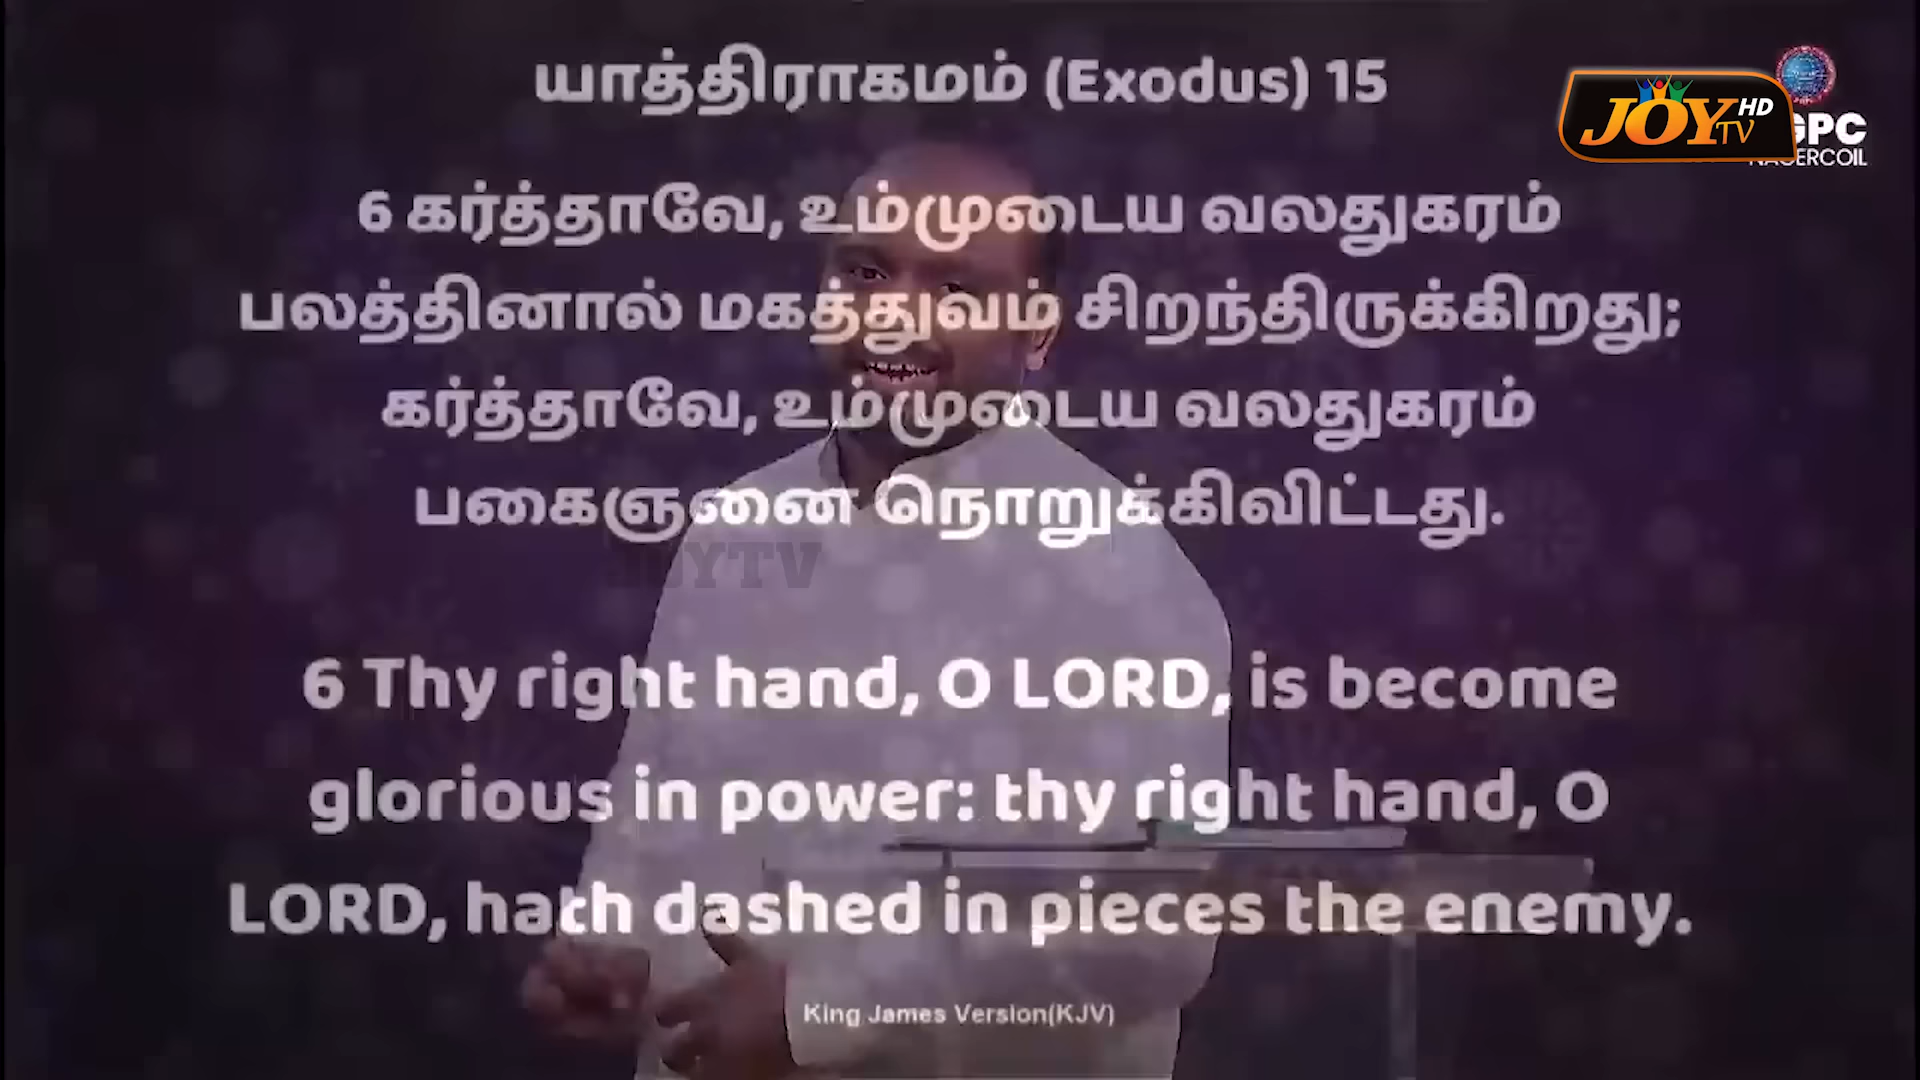 யாத்திராகமம் (Exodus) 15
JOY HD
TV
GPC
NAGERCOIL
6 கர்த்தாவே, உம்முடைய வலதுகரம்
பலத்தினால் மகத்துவம் சிறந்திருக்கிறது;
கர்த்தாவே, உம்முடைய வலதுகரம்
பகைஞனை நொறுக்கிவிட்டது.
JOYTV
6 Thy right hand, O LORD, is become
glorious in power: thy right hand, O
LORD, hath dashed in pieces the enemy.
King James Version(KJV)